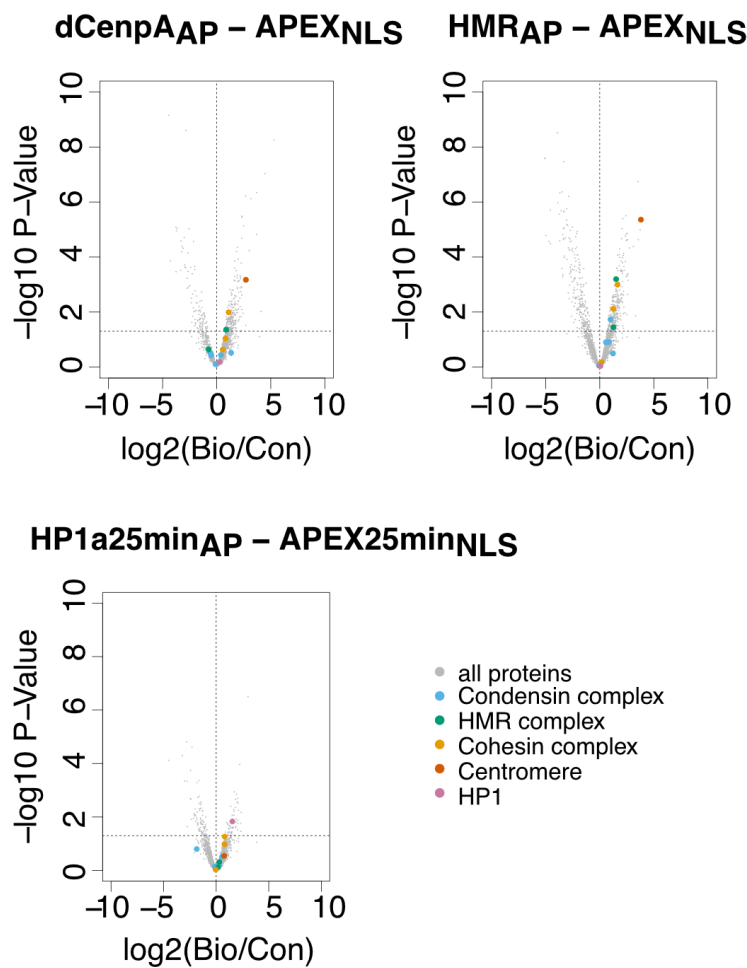 dCenpAAP – APEXNLS
HMRAP – APEXNLS
−log10 P−Value
10
8
6
4
2
0
−10 −5 0 5 10
log2(Bio/Con)
−log10 P−Value
10
8
6
4
2
0
−10 −5 0 5 10
log2(Bio/Con)
HP1a25minAP – APEX25minNLS
−log10 P−Value
10
8
6
4
2
0
−10 −5 0 5 10
log2(Bio/Con)
all proteins
Condensin complex
HMR complex
Cohesin complex
Centromere
HP1